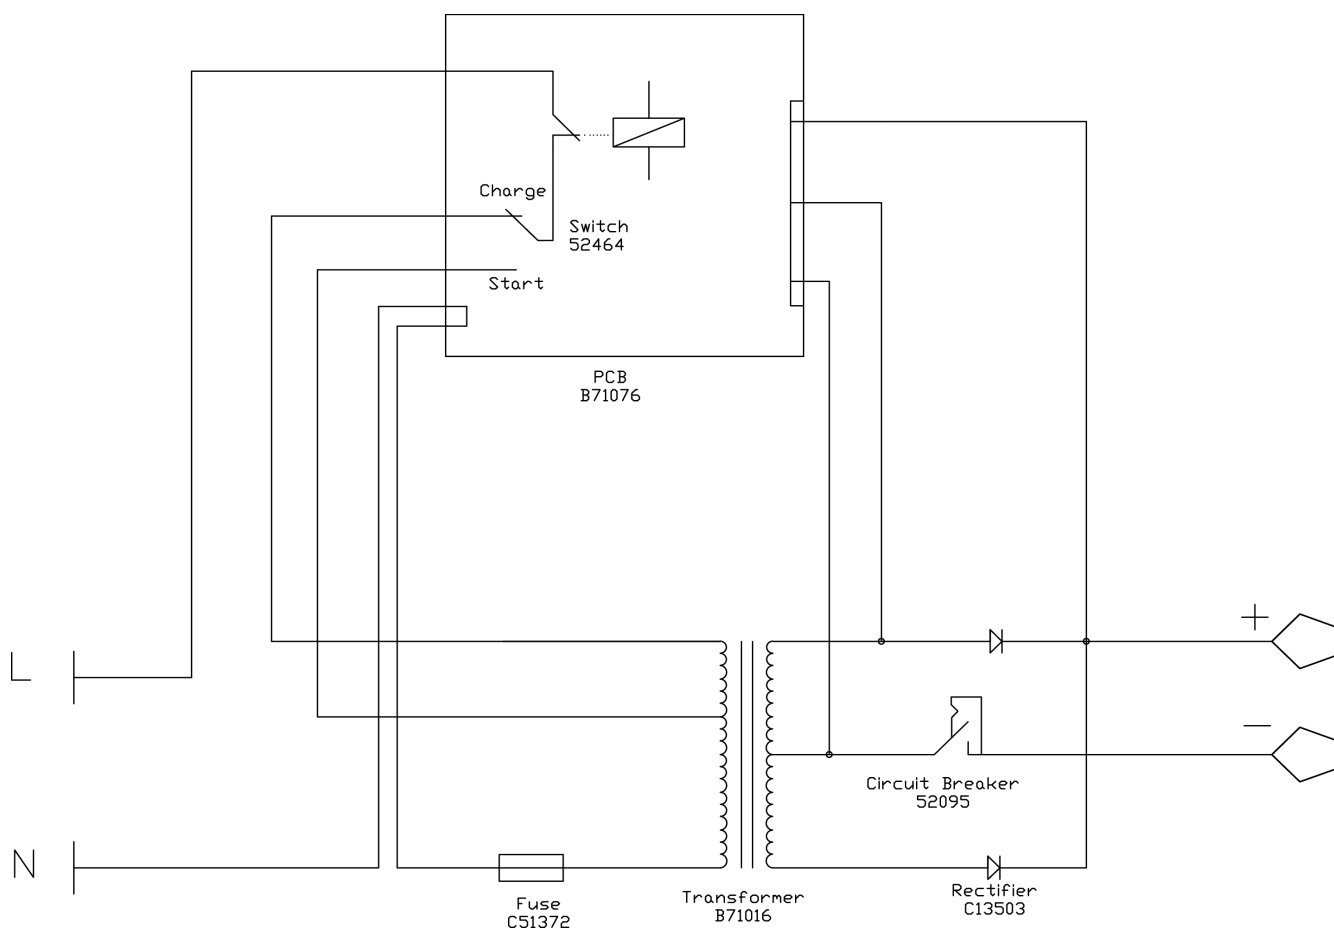 Charge
Switch
52464
Start
PCB
B71076
+
L
—
Circuit Breaker
52095
N
Rectifier
C13503
Transformer
B71016
Fuse
C51372